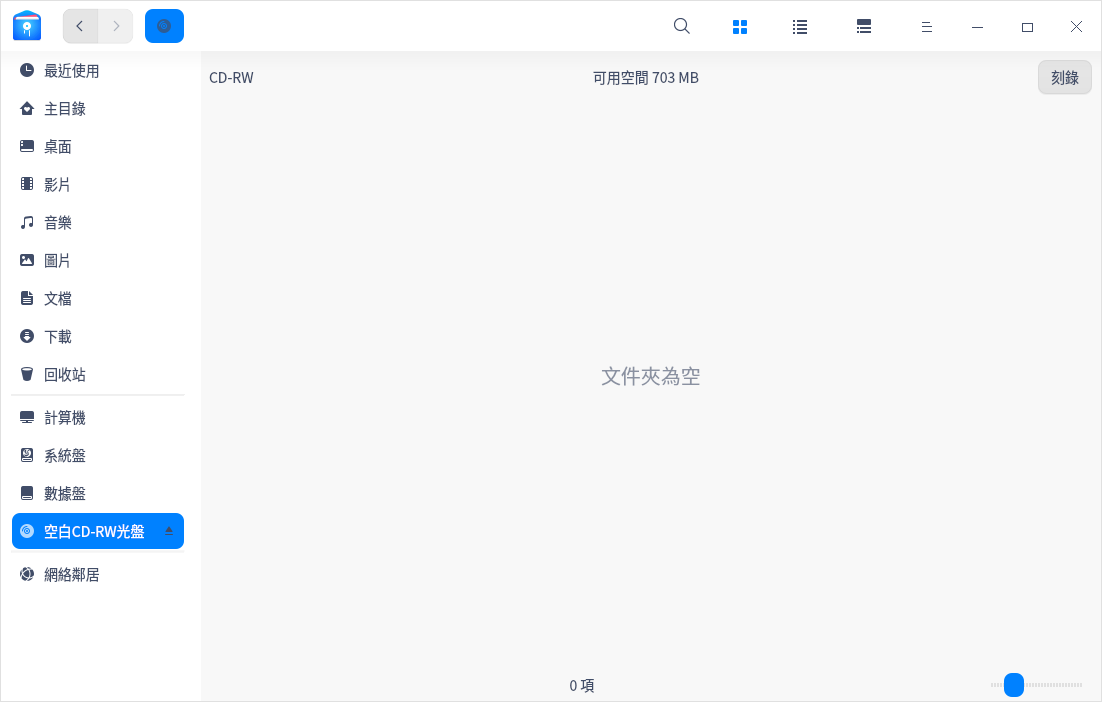 最近使用
主目錄
桌面
影片
音樂
圖片
文檔
下載
回收站
計算機
系統盤
數據盤
空白CD-RW光盤
網絡鄰居
CD-RW
可用空間 703 MB
刻錄
文件夾為空
0 項